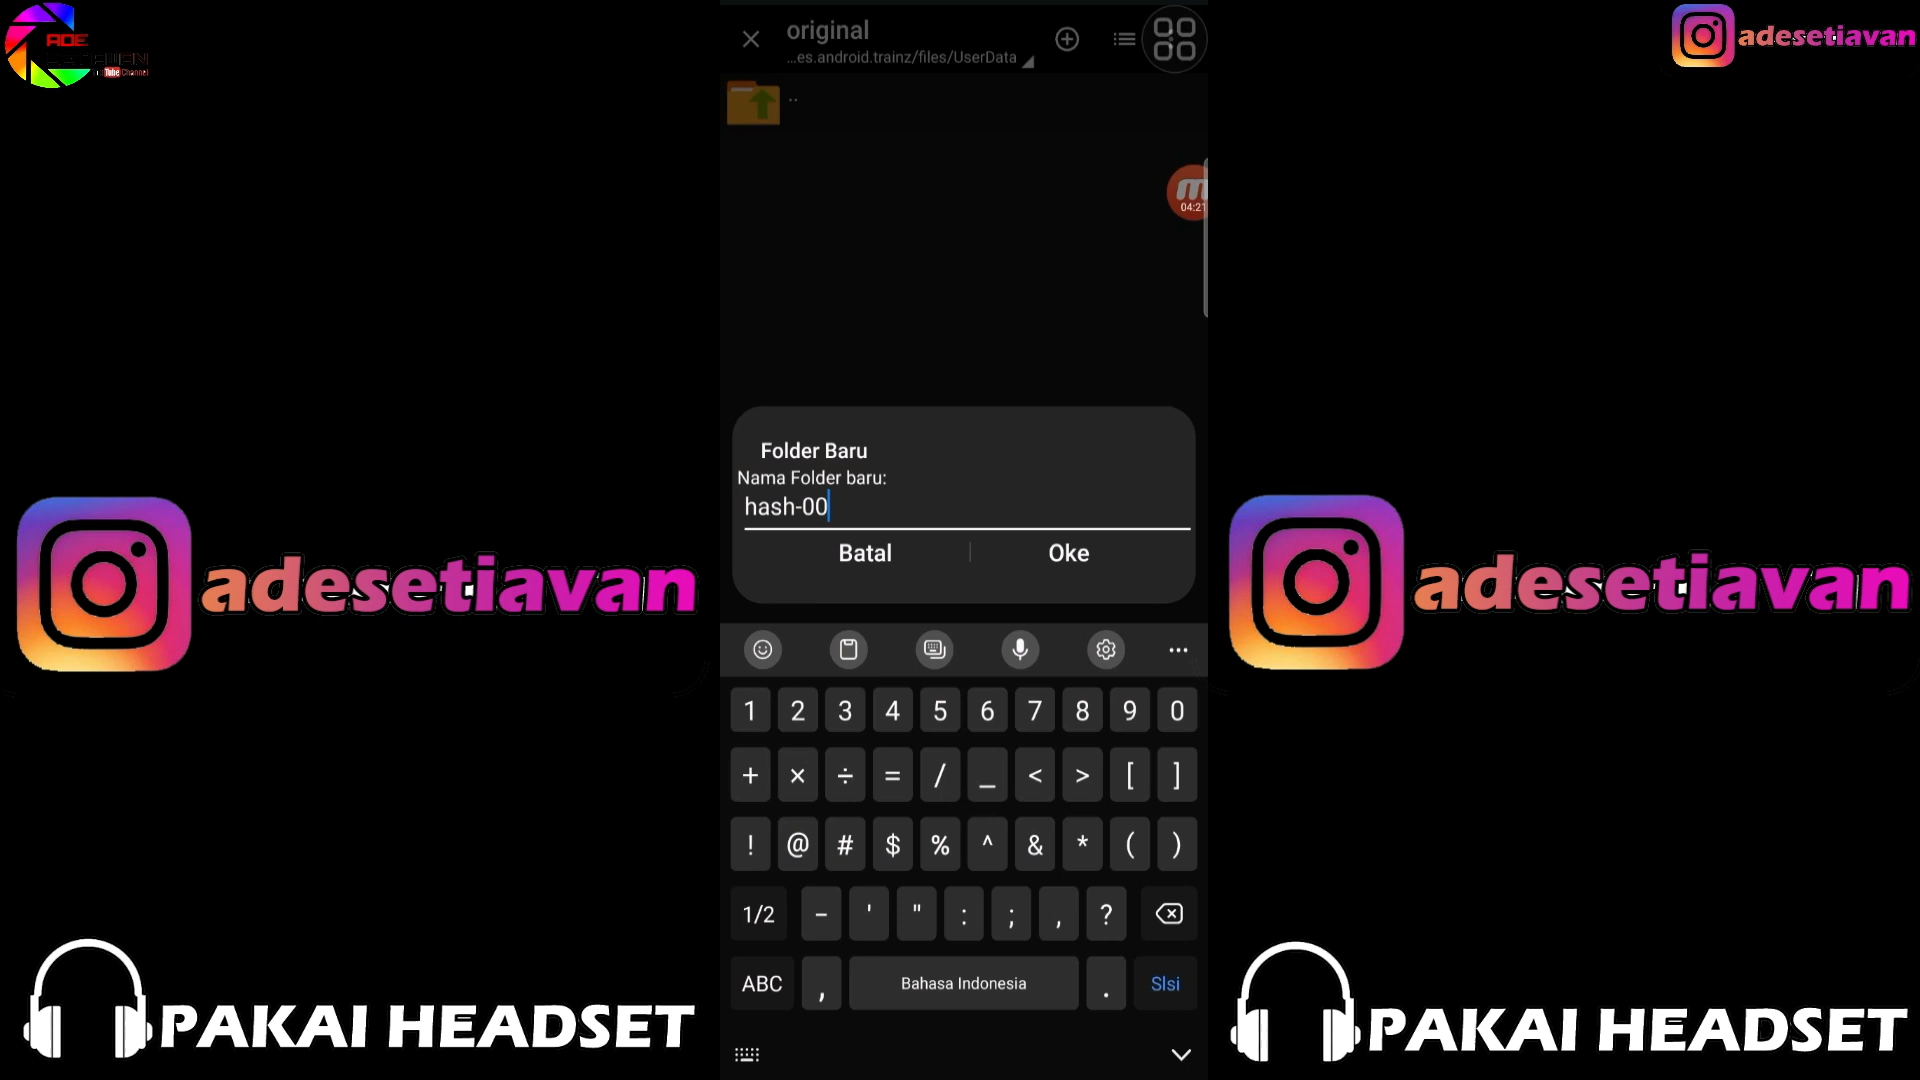 ADE
Tube Channel
adesetiavan
original
...es.android.trainz/files/UserData
..
04:21
Folder Baru
Nama Folder baru:
hash-00
Batal
Oke
adesetiavan
adesetiavan
1 2 3 4 5 6 7 8 9 0
+ × ÷ = / _ < > [ ]
! @ # $ % ^ & * ( )
1/2 - ' " : ; , ?
ABC , Bahasa Indonesia . Slsi
PAKAI HEADSET
PAKAI HEADSET